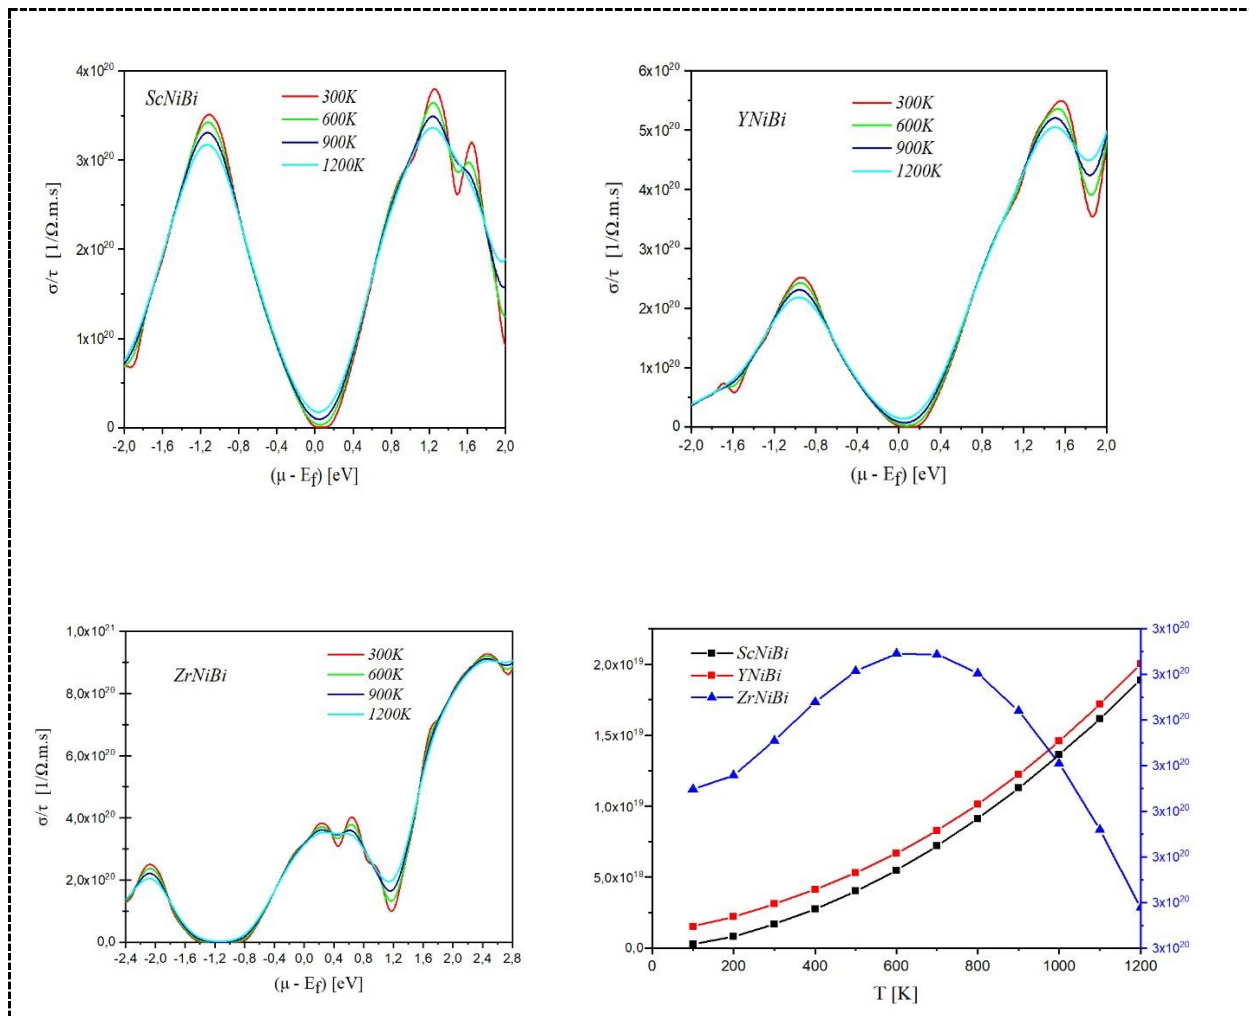 ScNiBi
300K
600K
900K
1200K
4x10²⁰
3x10²⁰
2x10²⁰
1x10²⁰
0
σ/τ [1/Ω.m.s]
-2,0 -1,6 -1,2 -0,8 -0,4 0,0 0,4 0,8 1,2 1,6 2,0
(μ - Ef) [eV]
YNiBi
300K
600K
900K
1200K
6x10²⁰
5x10²⁰
4x10²⁰
3x10²⁰
2x10²⁰
1x10²⁰
0
σ/τ [1/Ω.m.s]
-2,0 -1,6 -1,2 -0,8 -0,4 0,0 0,4 0,8 1,2 1,6 2,0
(μ - Ef) [eV]
ZrNiBi
300K
600K
900K
1200K
1,0x10²¹
8,0x10²⁰
6,0x10²⁰
4,0x10²⁰
2,0x10²⁰
0,0
σ/τ [1/Ω.m.s]
-2,4 -2,0 -1,6 -1,2 -0,8 -0,4 0,0 0,4 0,8 1,2 1,6 2,0 2,4 2,8
(μ - Ef) [eV]
ScNiBi
YNiBi
ZrNiBi
2,0x10¹⁹
1,5x10¹⁹
1,0x10¹⁹
5,0x10¹⁸
0,0
3x10²⁰
3x10²⁰
3x10²⁰
3x10²⁰
3x10²⁰
3x10²⁰
3x10²⁰
3x10²⁰
0 200 400 600 800 1000 1200
T [K]